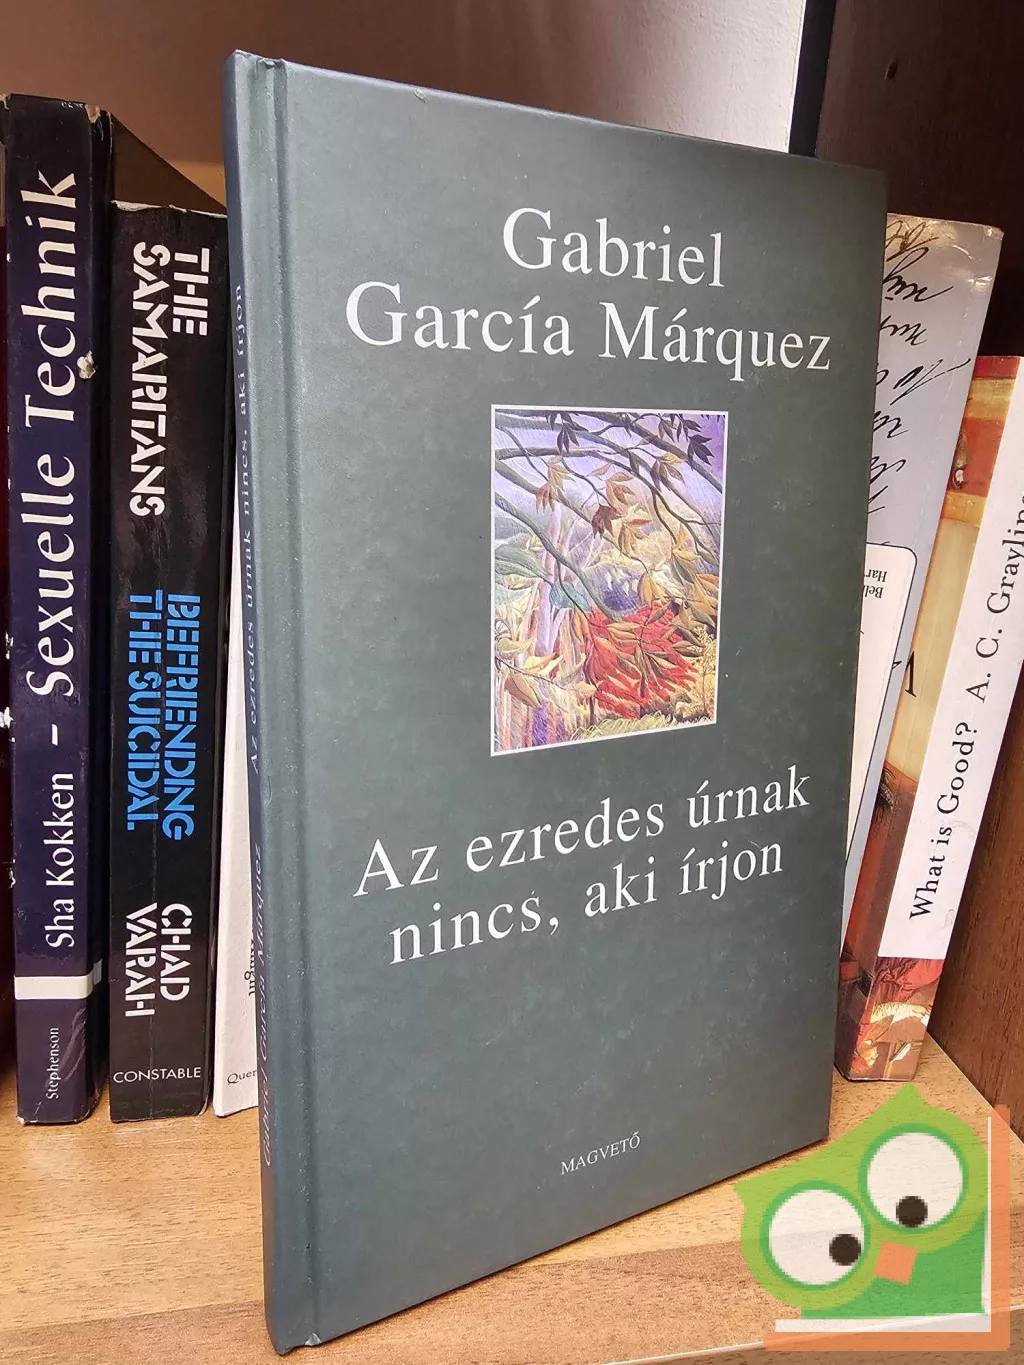 Sha Kokken – Sexuelle Technik
Stephenson
THE
SAMARITANS
BEFRIENDING
THE SUICIDAL
CHAD
VARAH
CONSTABLE
Quer
Gabriel García Márquez Az ezredes úrnak nincs, aki írjon
Gabriel
García Márquez
Az ezredes úrnak
nincs, aki írjon
MAGVETŐ
What is Good? A. C. Grayling